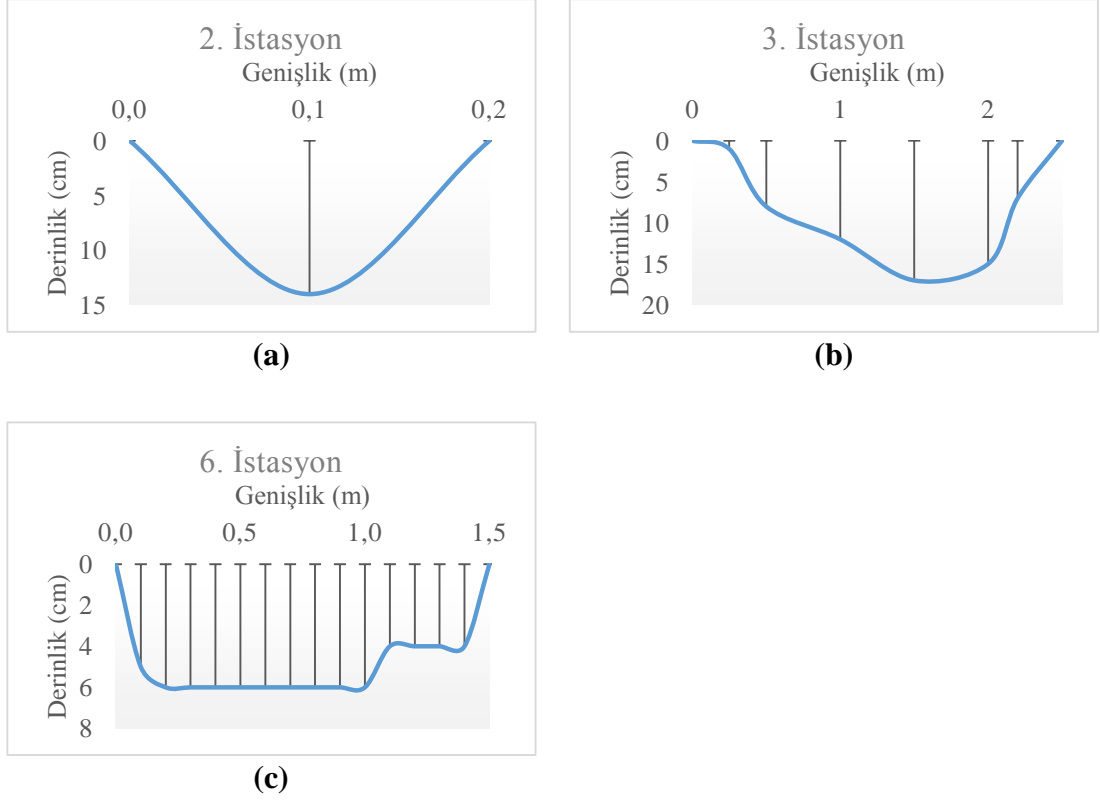 2. İstasyon
Genişlik (m)
0,0 0,1 0,2
0
5
10
15
Derinlik (cm)
(a)
3. İstasyon
Genişlik (m)
0 1 2
0
5
10
15
20
Derinlik (cm)
(b)
6. İstasyon
Genişlik (m)
0,0 0,5 1,0 1,5
0
2
4
6
8
Derinlik (cm)
(c)